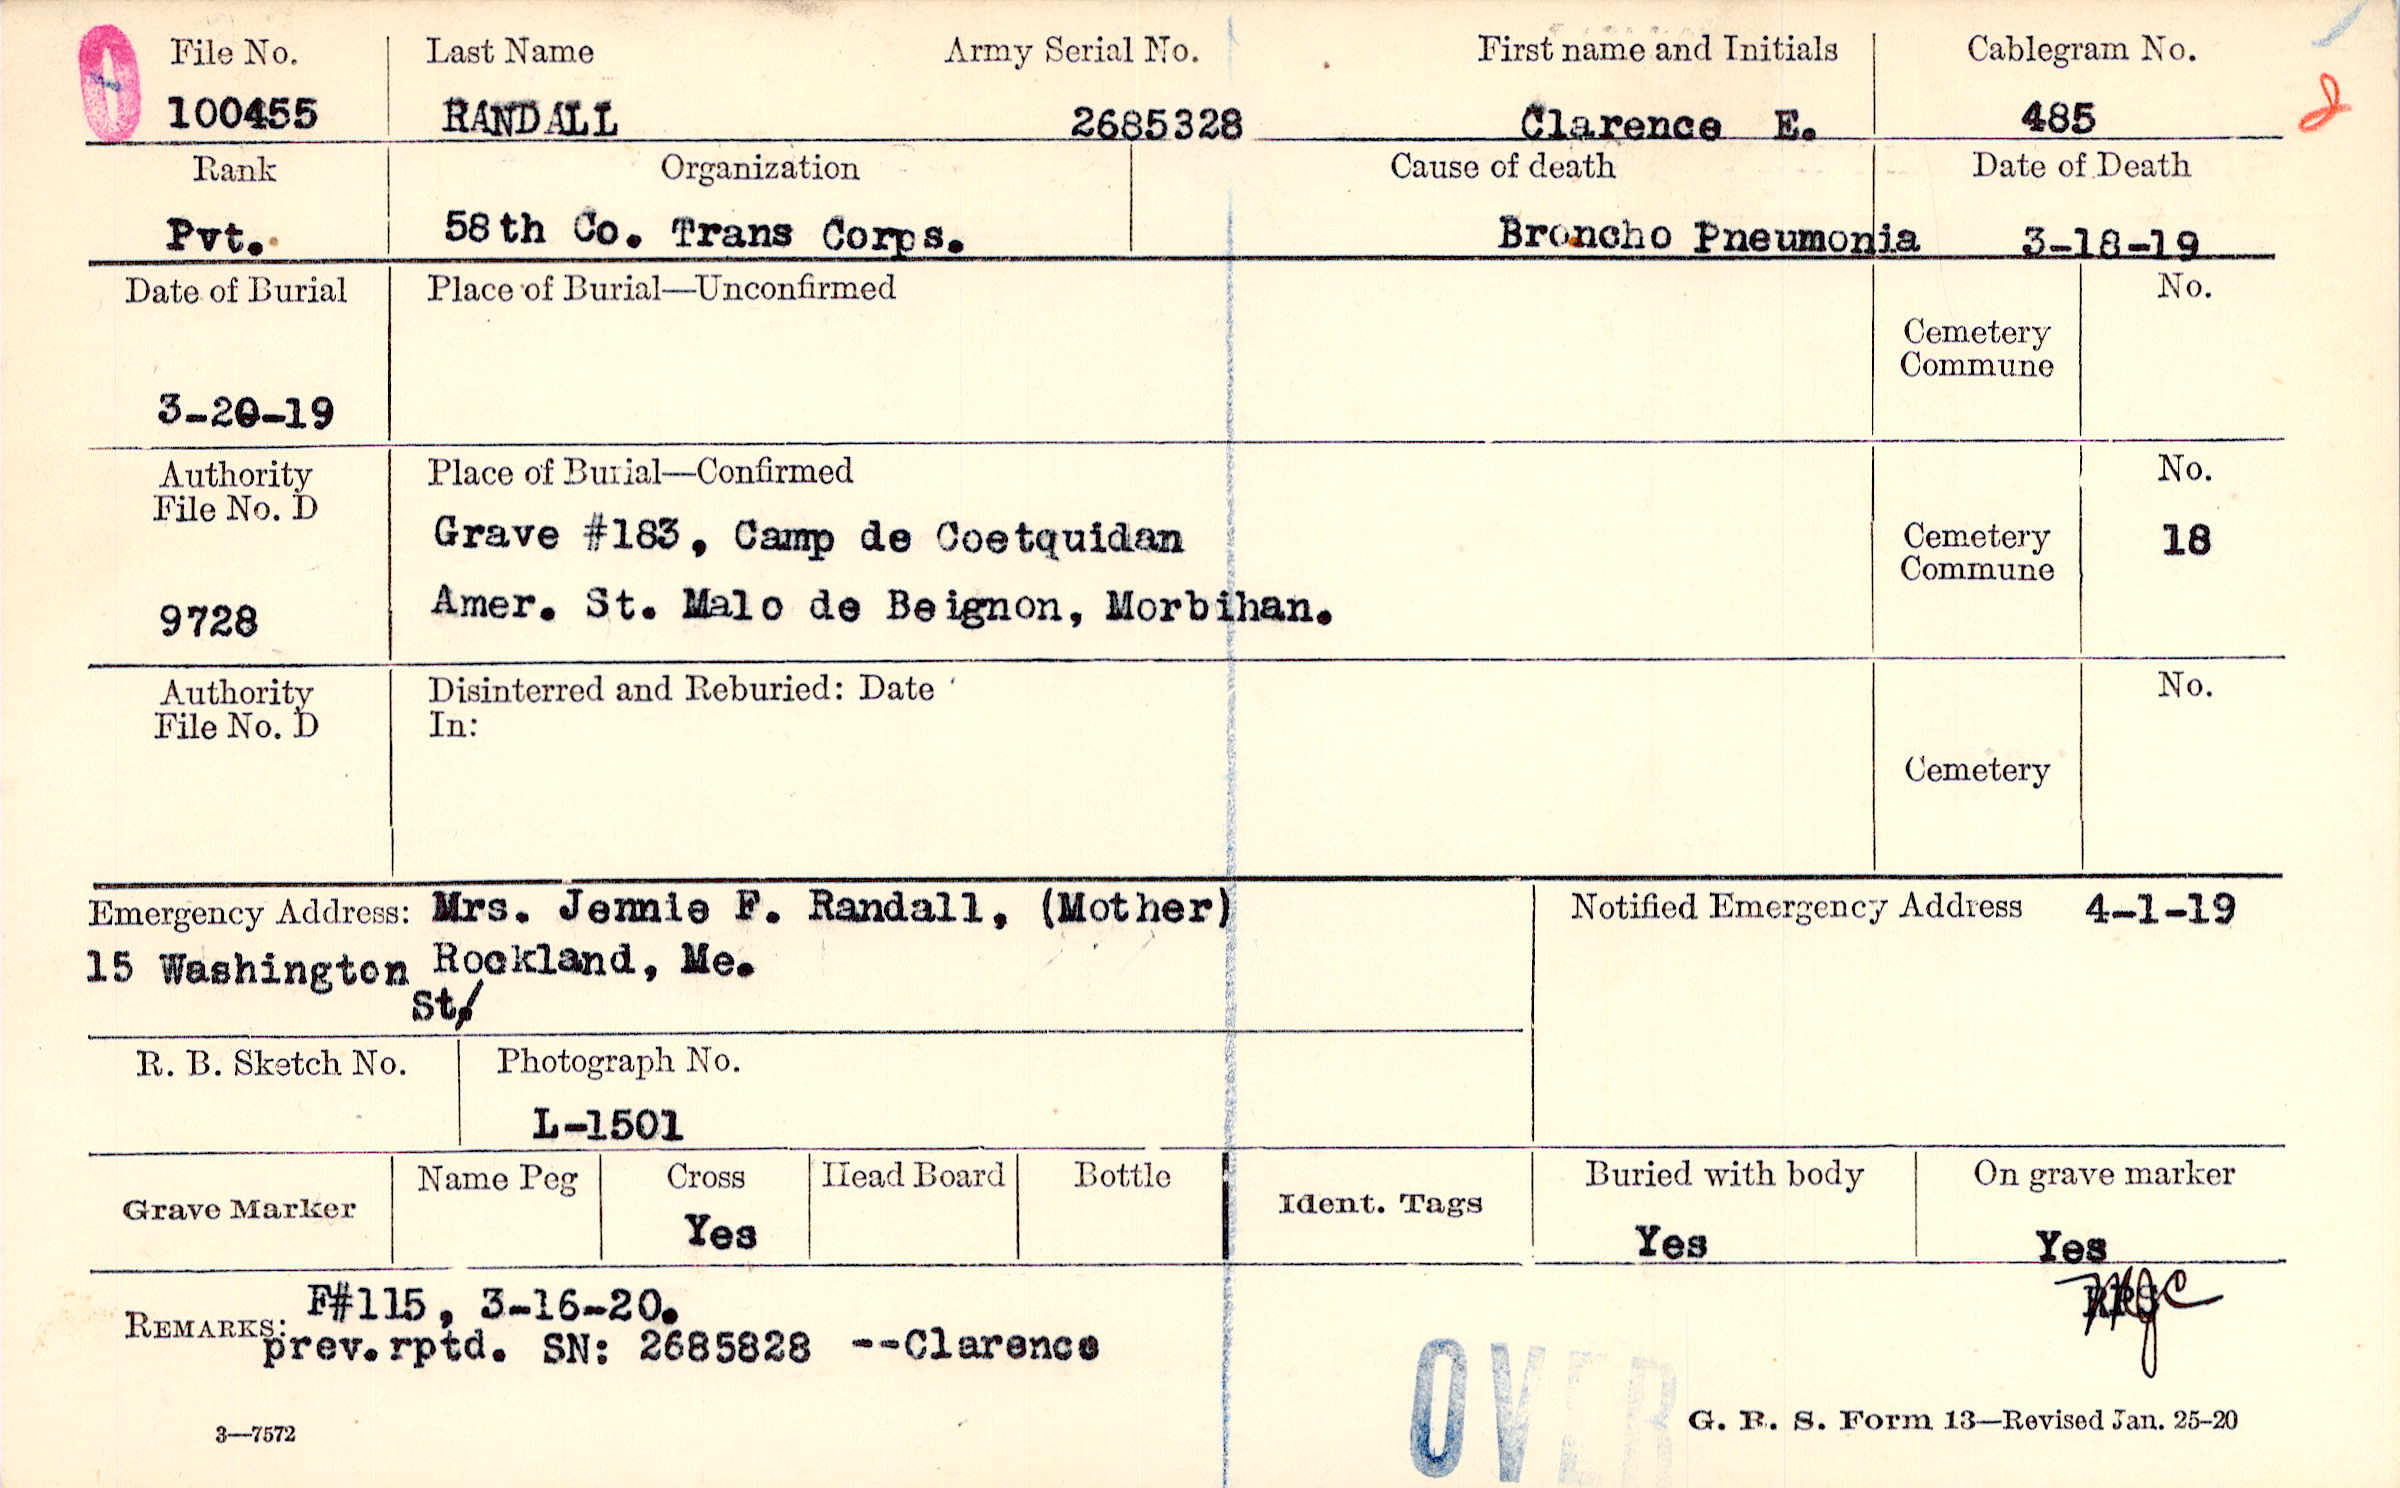 File No. Last Name Army Serial No. First name and Initials Cablegram No.
100455 RANDALL 2685328 Clarence E. 485
Rank Organization Cause of death Date of Death
Pvt. 58th Co. Trans Corps. Broncho Pneumonia 3-18-19
Date of Burial Place of Burial—Unconfirmed No.
Cemetery
Commune
3-20-19
Authority Place of Burial—Confirmed No.
File No. D
Grave #183, Camp de Coetquidan Cemetery 18
Commune
9728 Amer. St. Malo de Beignon, Morbihan.
Authority Disinterred and Reburied: Date No.
File No. D In:
Cemetery
Emergency Address: Mrs. Jennie F. Randall, (Mother) Notified Emergency Address 4-1-19
15 Washington Rockland, Me.
St.
R. B. Sketch No. Photograph No.
L-1501
Grave Marker Name Peg Cross Head Board Bottle Ident. Tags Buried with body On grave marker
Yes Yes Yes
F#115, 3-16-20.
REMARKS: prev.rptd. SN: 2685828 --Clarence
OVER
3—7572 G. R. S. Form 13—Revised Jan. 25-20